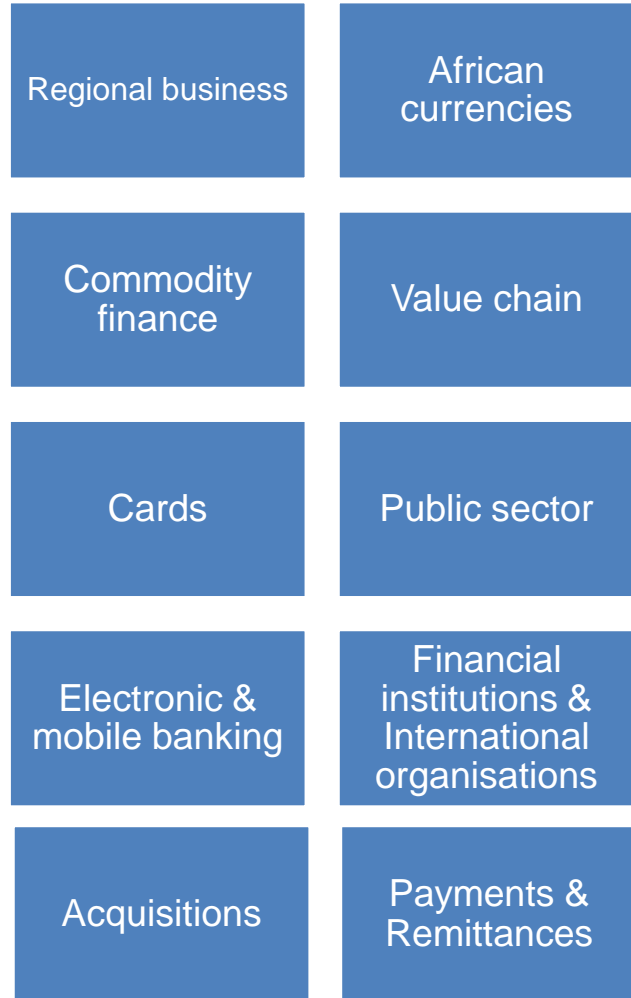 Regional business
African
currencies
Commodity
finance
Value chain
Cards
Public sector
Electronic &
mobile banking
Financial
institutions &
International
organisations
Acquisitions
Payments &
Remittances